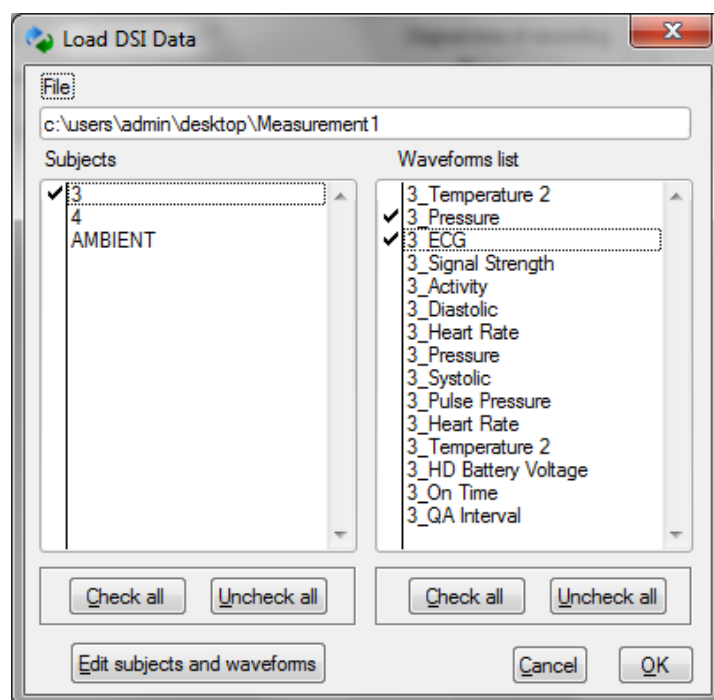 Load DSI Data
File
c:\users\admin\desktop\Measurement1
Subjects
3
4
AMBIENT
Waveforms list
3_Temperature 2
3_Pressure
3_ECG
3_Signal Strength
3_Activity
3_Diastolic
3_Heart Rate
3_Pressure
3_Systolic
3_Pulse Pressure
3_Heart Rate
3_Temperature 2
3_HD Battery Voltage
3_On Time
3_QA Interval
Check all Uncheck all
Check all Uncheck all
Edit subjects and waveforms
Cancel OK